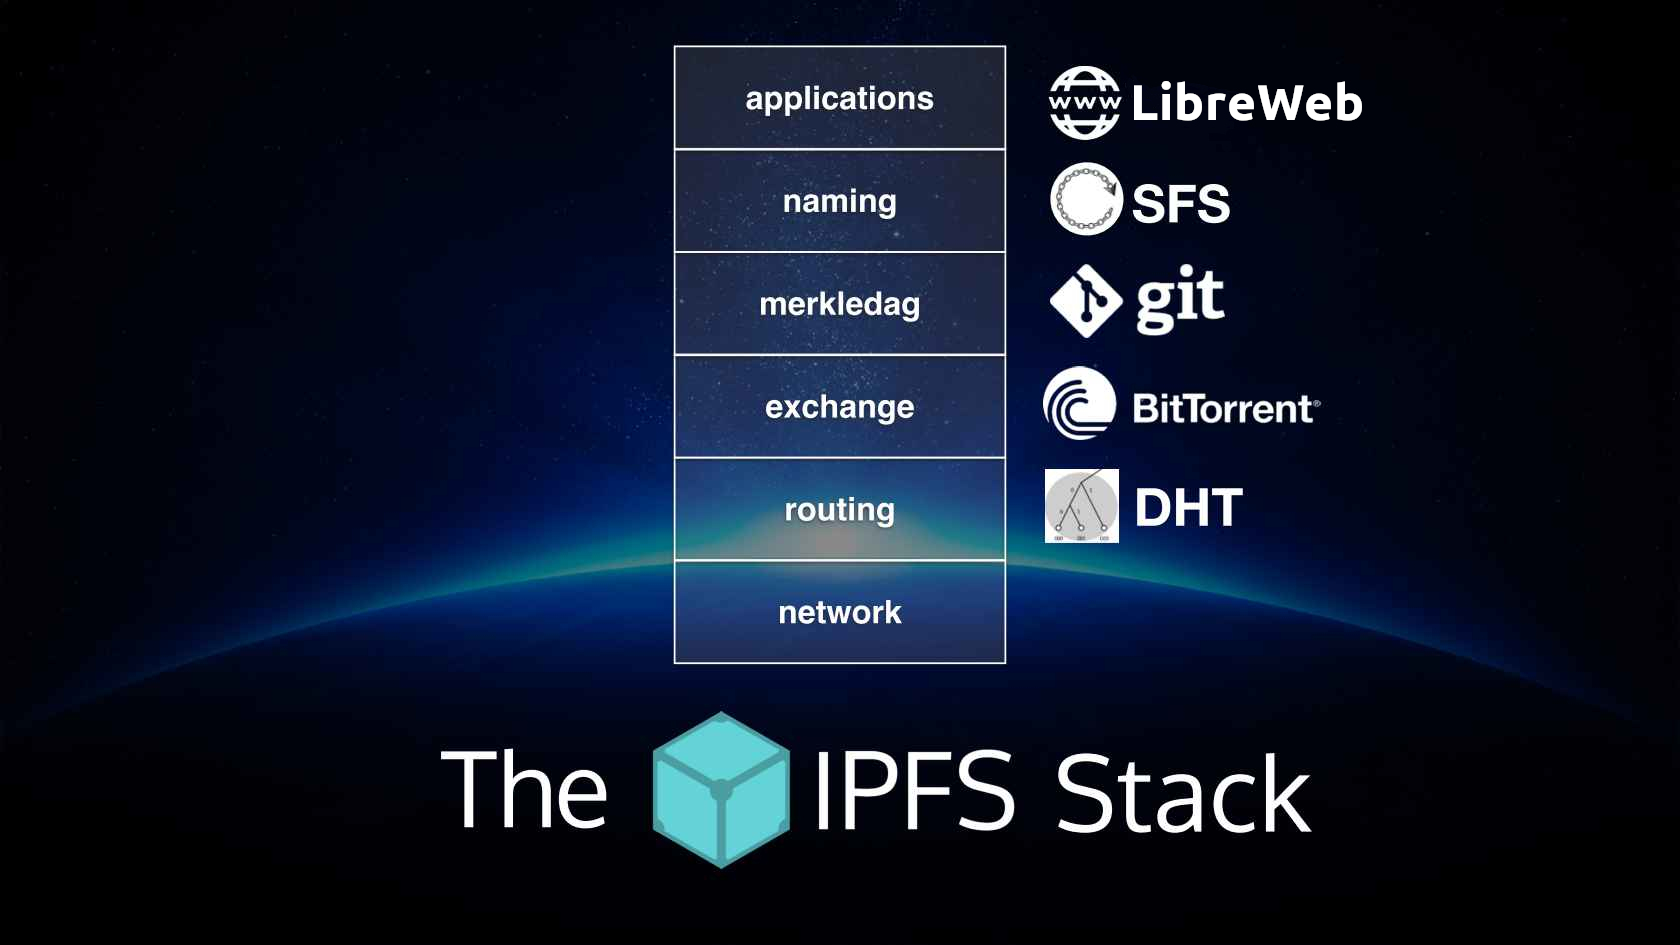 applications
www LibreWeb
naming
SFS
merkledag
git
exchange
BitTorrent®
routing
DHT
network
The IPFS Stack